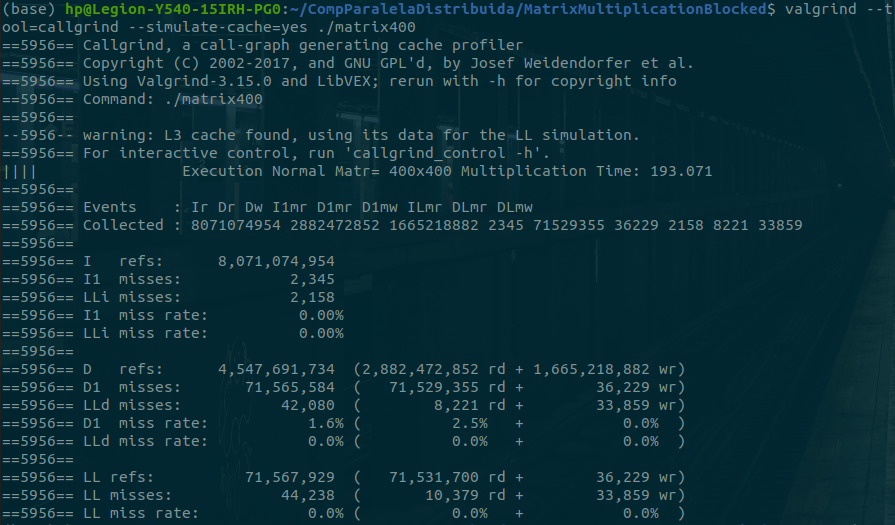 (base) hp@Legion-Y540-15IRH-PG0:~/CompParalelaDistribuida/MatrixMultiplicationBlocked$ valgrind --t
ool=callgrind --simulate-cache=yes ./matrix400
==5956== Callgrind, a call-graph generating cache profiler
==5956== Copyright (C) 2002-2017, and GNU GPL'd, by Josef Weidendorfer et al.
==5956== Using Valgrind-3.15.0 and LibVEX; rerun with -h for copyright info
==5956== Command: ./matrix400
==5956==
--5956-- warning: L3 cache found, using its data for the LL simulation.
==5956== For interactive control, run 'callgrind_control -h'.
||||                Execution Normal Matr= 400x400 Multiplication Time: 193.071
==5956==
==5956== Events    : Ir Dr Dw I1mr D1mr D1mw ILmr DLmr DLmw
==5956== Collected : 8071074954 2882472852 1665218882 2345 71529355 36229 2158 8221 33859
==5956==
==5956== I   refs:      8,071,074,954
==5956== I1  misses:            2,345
==5956== LLi misses:            2,158
==5956== I1  miss rate:          0.00%
==5956== LLi miss rate:          0.00%
==5956==
==5956== D   refs:      4,547,691,734  (2,882,472,852 rd + 1,665,218,882 wr)
==5956== D1  misses:       71,565,584  (   71,529,355 rd +        36,229 wr)
==5956== LLd misses:           42,080  (        8,221 rd +        33,859 wr)
==5956== D1  miss rate:           1.6% (          2.5%   +           0.0%  )
==5956== LLd miss rate:           0.0% (          0.0%   +           0.0%  )
==5956==
==5956== LL refs:          71,567,929  (   71,531,700 rd +        36,229 wr)
==5956== LL misses:            44,238  (       10,379 rd +        33,859 wr)
==5956== LL miss rate:            0.0% (          0.0%   +           0.0%  )